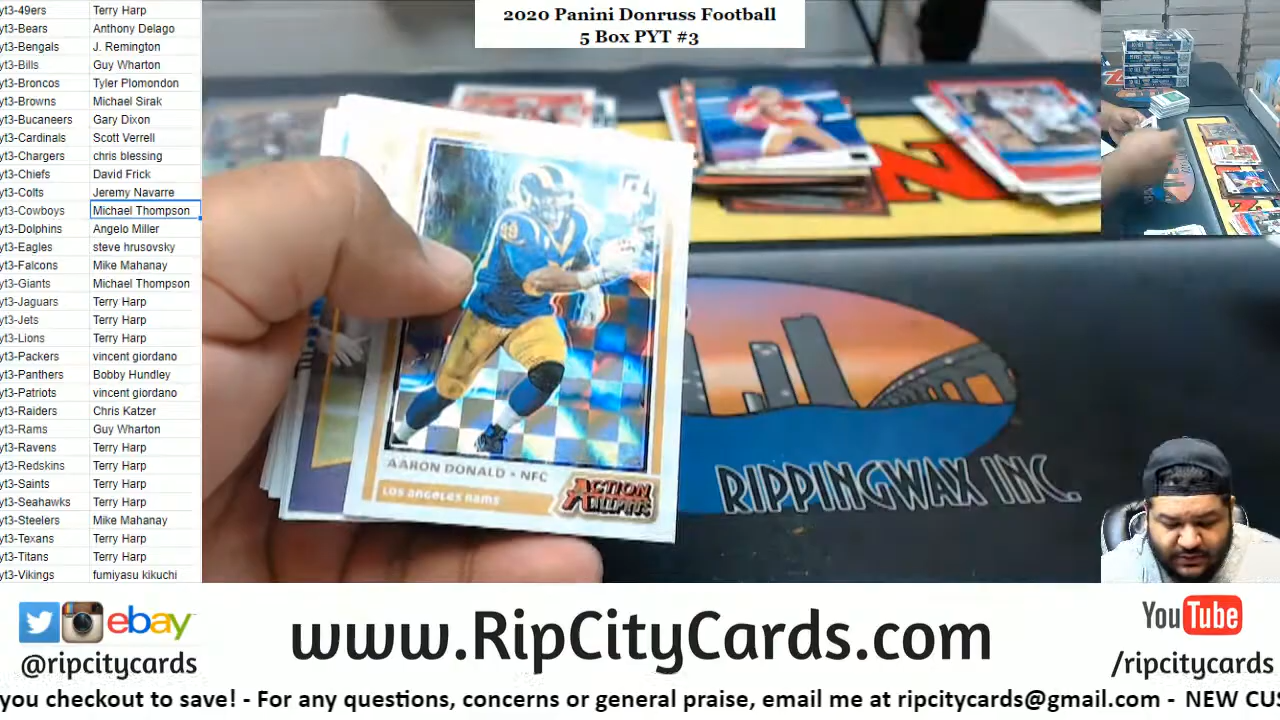 2020 Panini Donruss Football
5 Box PYT #3
yt3-49ers Terry Harp
yt3-Bears Anthony Delago
yt3-Bengals J. Remington
yt3-Bills Guy Wharton
yt3-Broncos Tyler Plomondon
yt3-Browns Michael Sirak
yt3-Bucaneers Gary Dixon
yt3-Cardinals Scott Verrell
yt3-Chargers chris blessing
yt3-Chiefs David Frick
yt3-Colts Jeremy Navarre
yt3-Cowboys Michael Thompson
yt3-Dolphins Angelo Miller
yt3-Eagles steve hrusovsky
yt3-Falcons Mike Mahanay
yt3-Giants Michael Thompson
yt3-Jaguars Terry Harp
yt3-Jets Terry Harp
yt3-Lions Terry Harp
yt3-Packers vincent giordano
yt3-Panthers Bobby Hundley
yt3-Patriots vincent giordano
yt3-Raiders Chris Katzer
yt3-Rams Guy Wharton
yt3-Ravens Terry Harp
yt3-Redskins Terry Harp
yt3-Saints Terry Harp
yt3-Seahawks Terry Harp
yt3-Steelers Mike Mahanay
yt3-Texans Terry Harp
yt3-Titans Terry Harp
yt3-Vikings fumiyasu kikuchi
99
AARON DONALD • NFC
LOS ANGELES RAMS
ACTION
ALL-PROS
RIPPINGWAX INC.
ebay
@ripcitycards
www.RipCityCards.com
YouTube
/ripcitycards
you checkout to save! - For any questions, concerns or general praise, email me at ripcitycards@gmail.com - NEW CUS